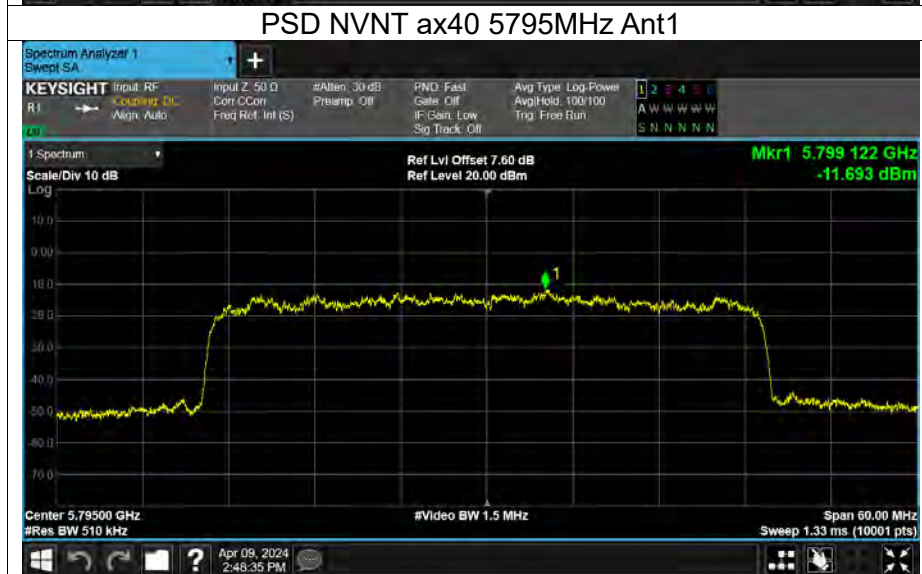 PSD NVNT ax40 5795MHz Ant1
Spectrum Analyzer 1
Swept SA
+
KEYSIGHT Input: RF Input Z: 50 Ω #Atten: 30 dB PNO: Fast Avg Type: Log-Power 1 2 3 4 5 6
Coupling: DC Corr CCorr Preamp: Off Gate: Off Avg|Hold: 100/100 A W W W W W
Align: Auto Freq Ref: Int (S) IF Gain: Low Trig: Free Run
Sig Track: Off S N N N N N
1 Spectrum Ref Lvl Offset 7.60 dB Mkr1 5.799 122 GHz
Scale/Div 10 dB Ref Level 20.00 dBm -11.693 dBm
Log
10.0
0.00
-10.0
-20.0
-30.0
-40.0
-50.0
-60.0
-70.0
1
Center 5.79500 GHz #Video BW 1.5 MHz Span 60.00 MHz
#Res BW 510 kHz Sweep 1.33 ms (10001 pts)
? Apr 09, 2024
2:48:35 PM